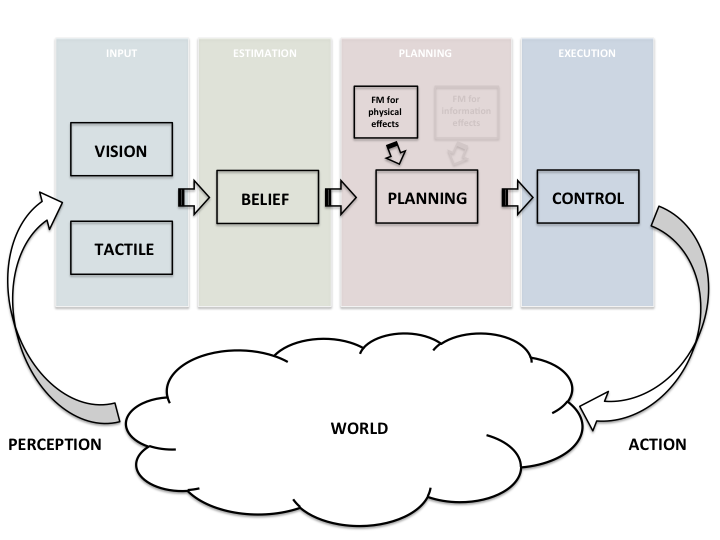 INPUT
ESTIMATION
PLANNING
EXECUTION
FM for
physical
effects
FM for
information
effects
VISION
TACTILE
BELIEF
PLANNING
CONTROL
WORLD
PERCEPTION
ACTION